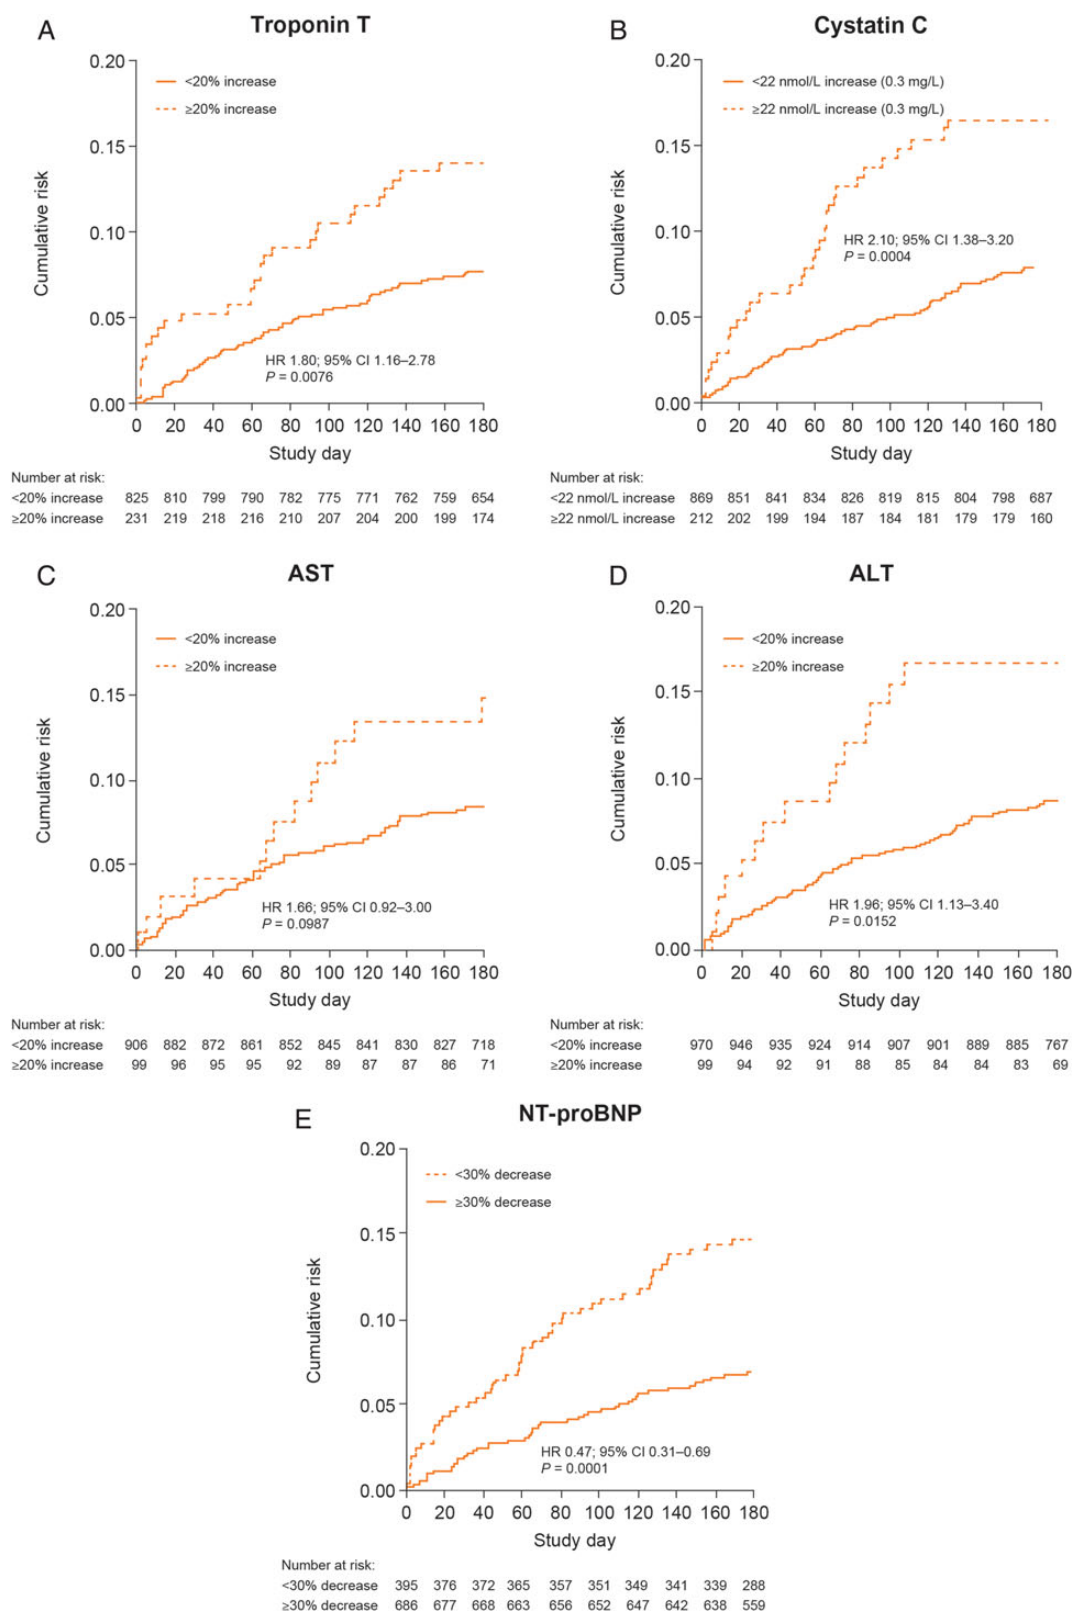 A
Troponin T
0.20
0.15
0.10
0.05
0.00
Cumulative risk
<20% increase
≥20% increase
HR 1.80; 95% CI 1.16–2.78
P = 0.0076
0 20 40 60 80 100 120 140 160 180
Study day
Number at risk:
<20% increase 825 810 799 790 782 775 771 762 759 654
≥20% increase 231 219 218 216 210 207 204 200 199 174
B
Cystatin C
0.20
0.15
0.10
0.05
0.00
Cumulative risk
<22 nmol/L increase (0.3 mg/L)
≥22 nmol/L increase (0.3 mg/L)
HR 2.10; 95% CI 1.38–3.20
P = 0.0004
0 20 40 60 80 100 120 140 160 180
Study day
Number at risk:
<22 nmol/L increase 869 851 841 834 826 819 815 804 798 687
≥22 nmol/L increase 212 202 199 194 187 184 181 179 179 160
C
AST
0.20
0.15
0.10
0.05
0.00
Cumulative risk
<20% increase
≥20% increase
HR 1.66; 95% CI 0.92–3.00
P = 0.0987
0 20 40 60 80 100 120 140 160 180
Study day
Number at risk:
<20% increase 906 882 872 861 852 845 841 830 827 718
≥20% increase 99 96 95 95 92 89 87 87 86 71
D
ALT
0.20
0.15
0.10
0.05
0.00
Cumulative risk
<20% increase
≥20% increase
HR 1.96; 95% CI 1.13–3.40
P = 0.0152
0 20 40 60 80 100 120 140 160 180
Study day
Number at risk:
<20% increase 970 946 935 924 914 907 901 889 885 767
≥20% increase 99 94 92 91 88 85 84 84 83 69
E
NT-proBNP
0.20
0.15
0.10
0.05
0.00
Cumulative risk
<30% decrease
≥30% decrease
HR 0.47; 95% CI 0.31–0.69
P = 0.0001
0 20 40 60 80 100 120 140 160 180
Study day
Number at risk:
<30% decrease 395 376 372 365 357 351 349 341 339 288
≥30% decrease 686 677 668 663 656 652 647 642 638 559